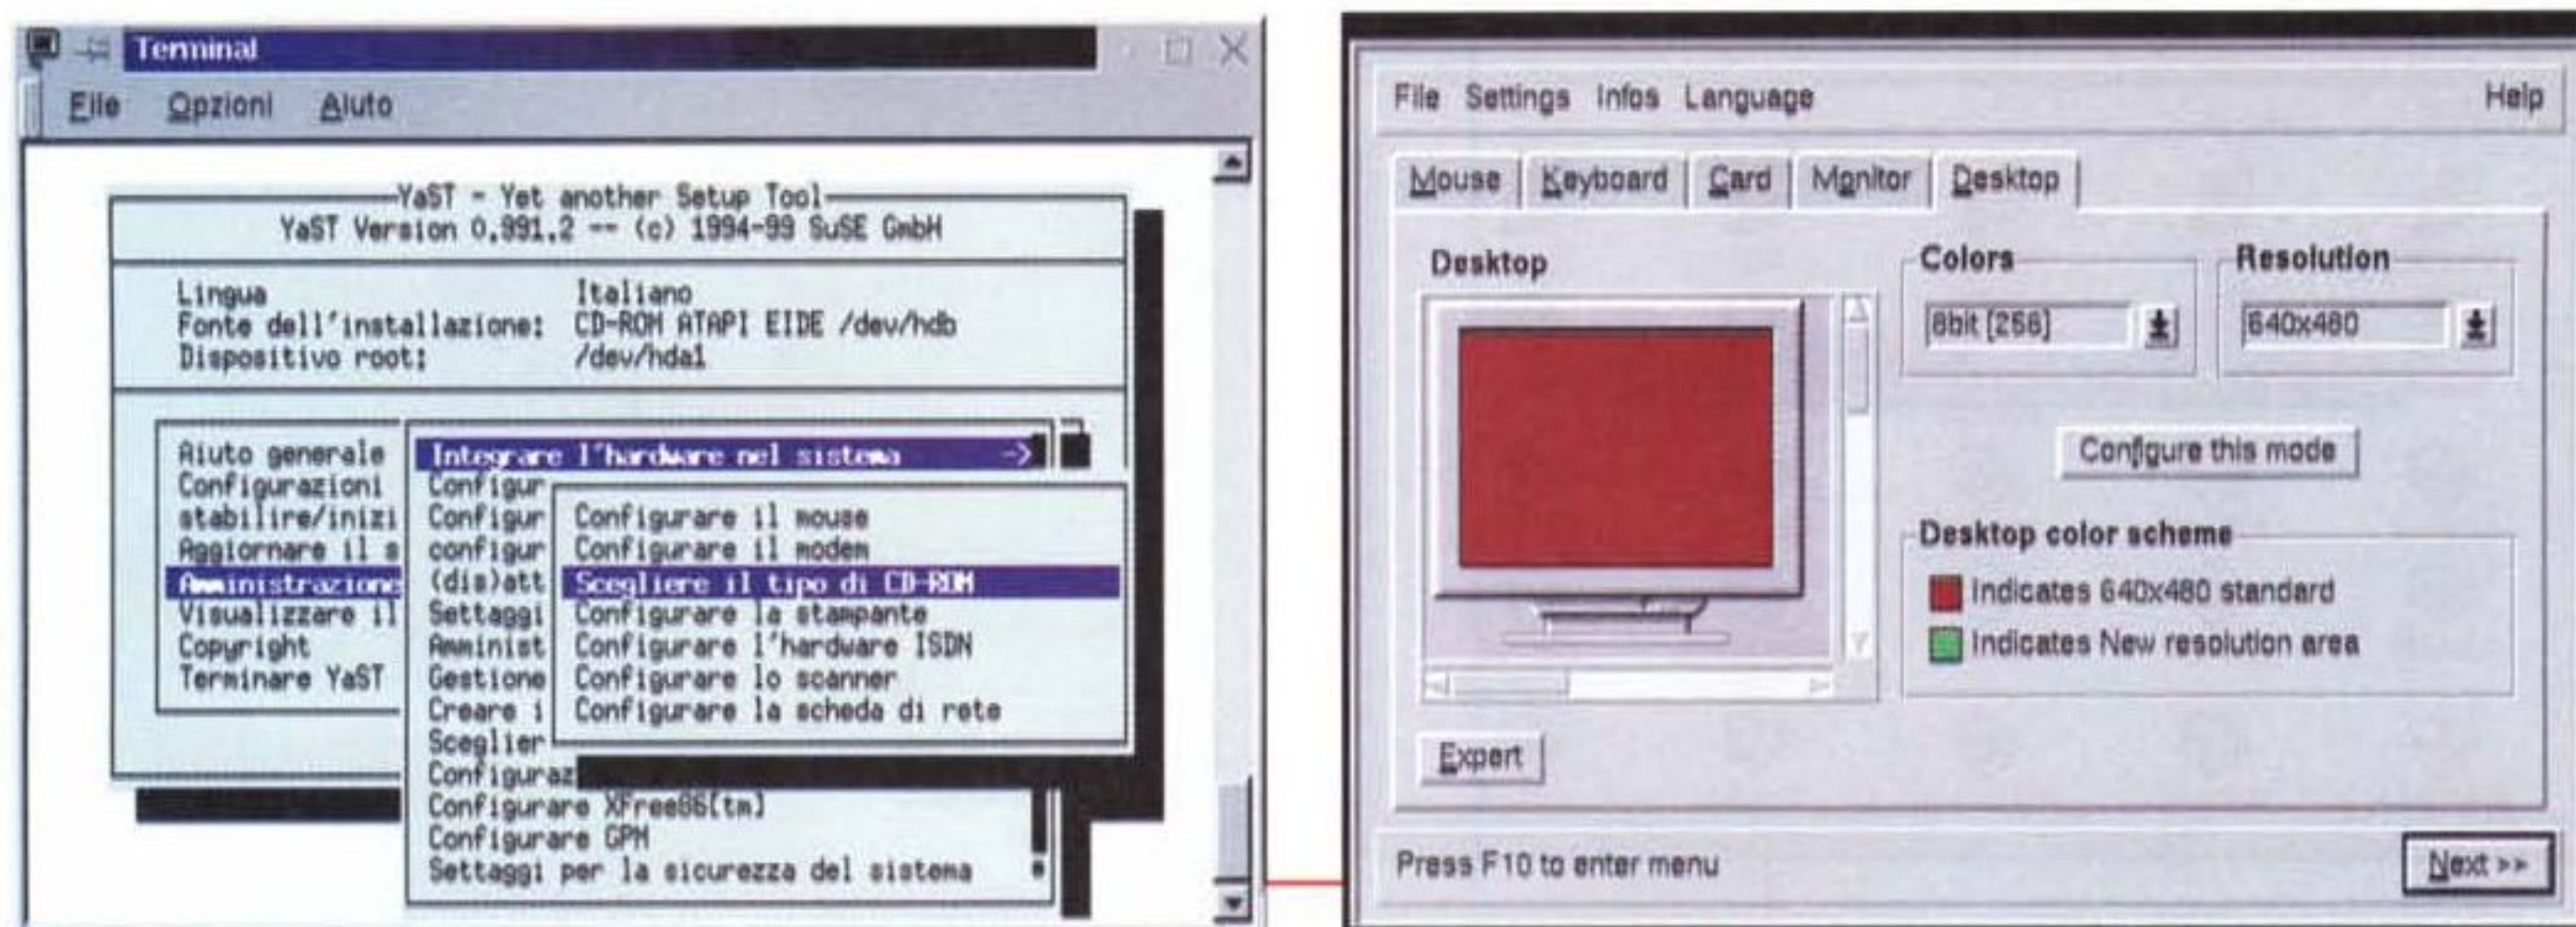 Terminal
File Opzioni Aiuto
YaST - Yet another Setup Tool
YaST Version 0.991.2 -- (c) 1994-99 SuSE GmbH
Lingua Italiano
Fonte dell'installazione: CD-ROM ATAPI EIDE /dev/hdb
Dispositivo root: /dev/hda1
Aiuto generale
Configurazioni
stabilire/inizi
Aggiornare il s
Amministrazione
Visualizzare il
Copyright
Terminare YaST
Integrare l'hardware nel sistema ->
Configur
Configur
configur
(dis)att
Settaggi
Amminist
Gestione
Creare i
Sceglier
Configuraz
Configurare XFree86[tm]
Configurare GPM
Settaggi per la sicurezza del sistema
Configurare il mouse
Configurare il modem
Scegliere il tipo di CD-ROM
Configurare la stampante
Configurare l'hardware ISDN
Configurare lo scanner
Configurare la scheda di rete
File Settings Infos Language Help
Mouse Keyboard Card Monitor Desktop
Desktop
Colors
8bit [256]
Resolution
640x480
Configure this mode
Desktop color scheme
Indicates 640x480 standard
Indicates New resolution area
Expert
Press F10 to enter menu
Next >>